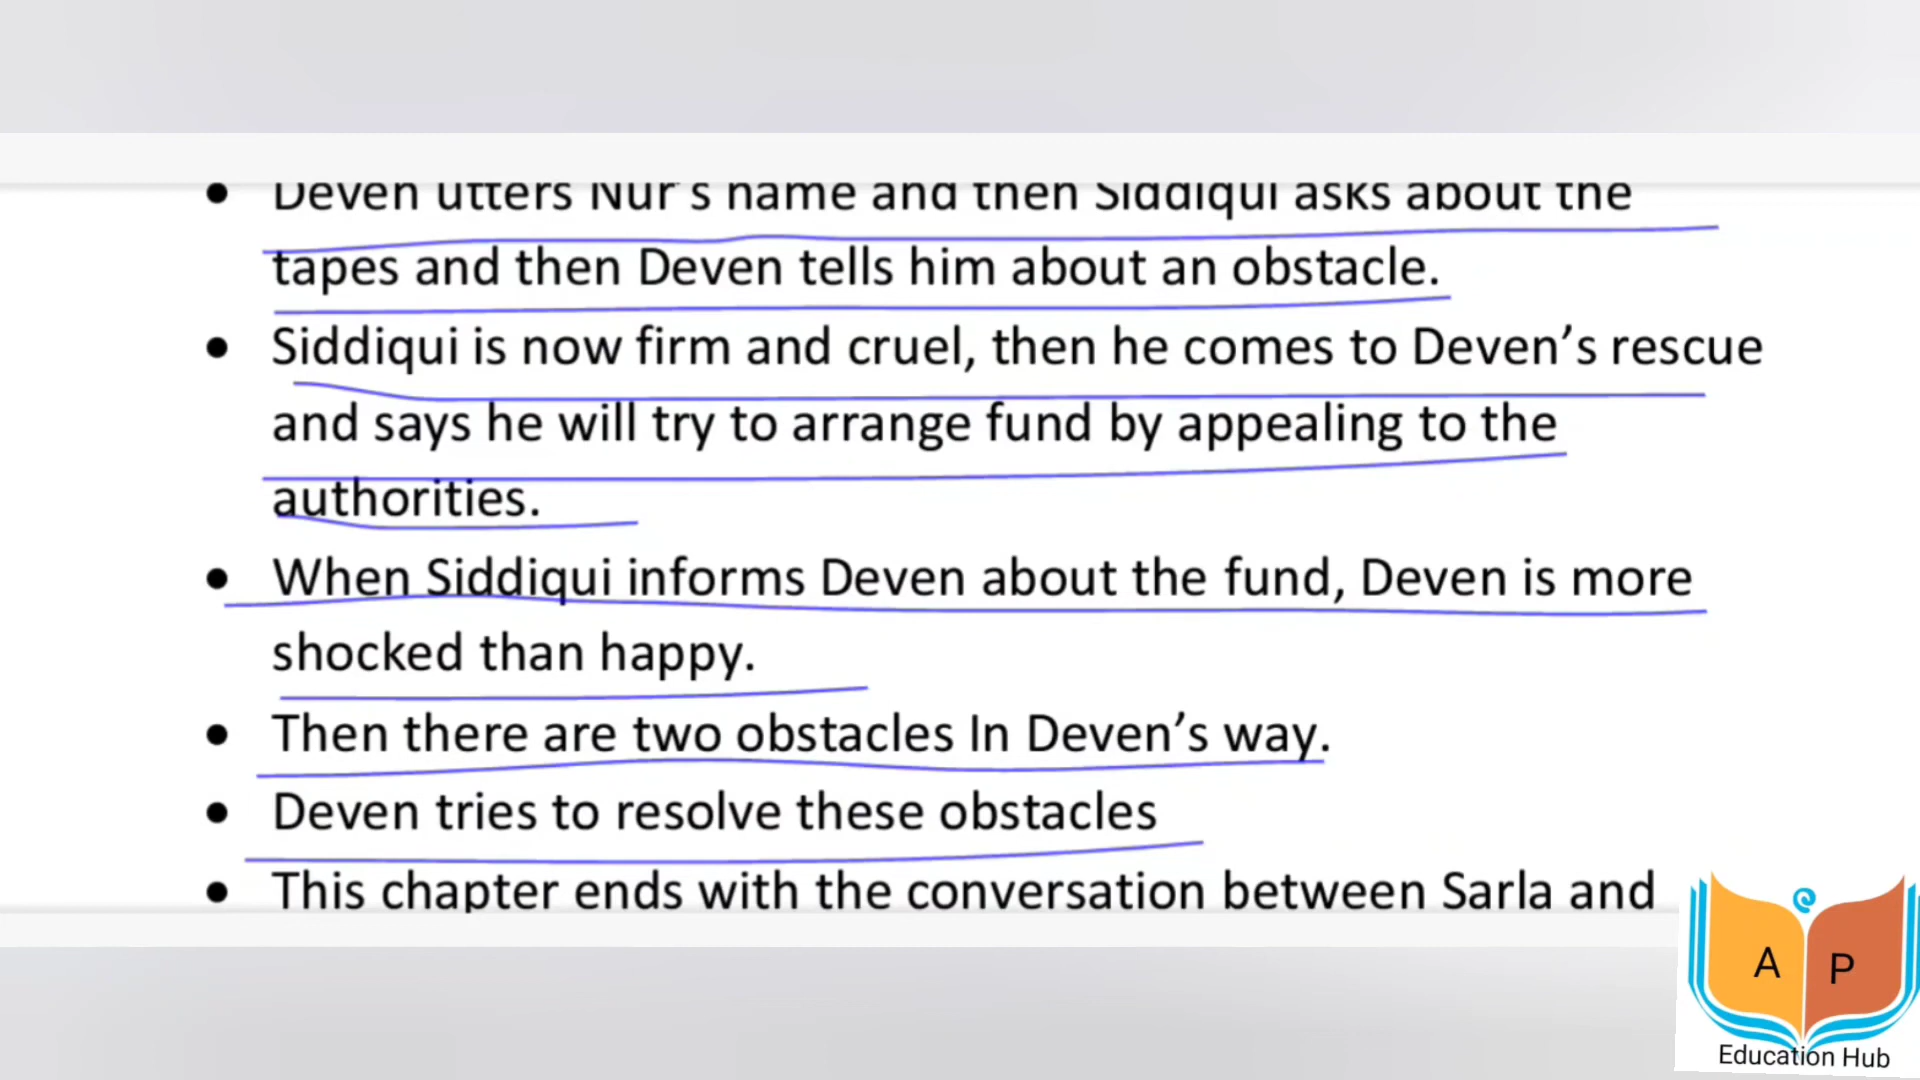 Deven utters Nur's name and then Siddiqui asks about the
tapes and then Deven tells him about an obstacle.
Siddiqui is now firm and cruel, then he comes to Deven's rescue
and says he will try to arrange fund by appealing to the
authorities.
When Siddiqui informs Deven about the fund, Deven is more
shocked than happy.
Then there are two obstacles In Deven's way.
Deven tries to resolve these obstacles
This chapter ends with the conversation between Sarla and
A P
Education Hub